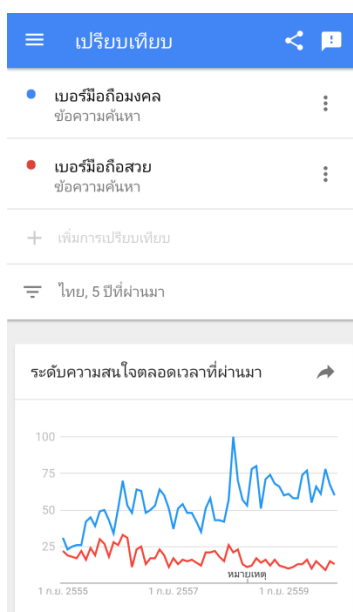 เปรียบเทียบ
เบอร์มือถือมงคล
ข้อความค้นหา
เบอร์มือถือสวย
ข้อความค้นหา
เพิ่มการเปรียบเทียบ
ไทย, 5 ปีที่ผ่านมา
ระดับความสนใจตลอดเวลาที่ผ่านมา
100
75
50
25
หมายเหตุ
1 ก.ย. 2555 1 ก.ย. 2557 1 ก.ย. 2559